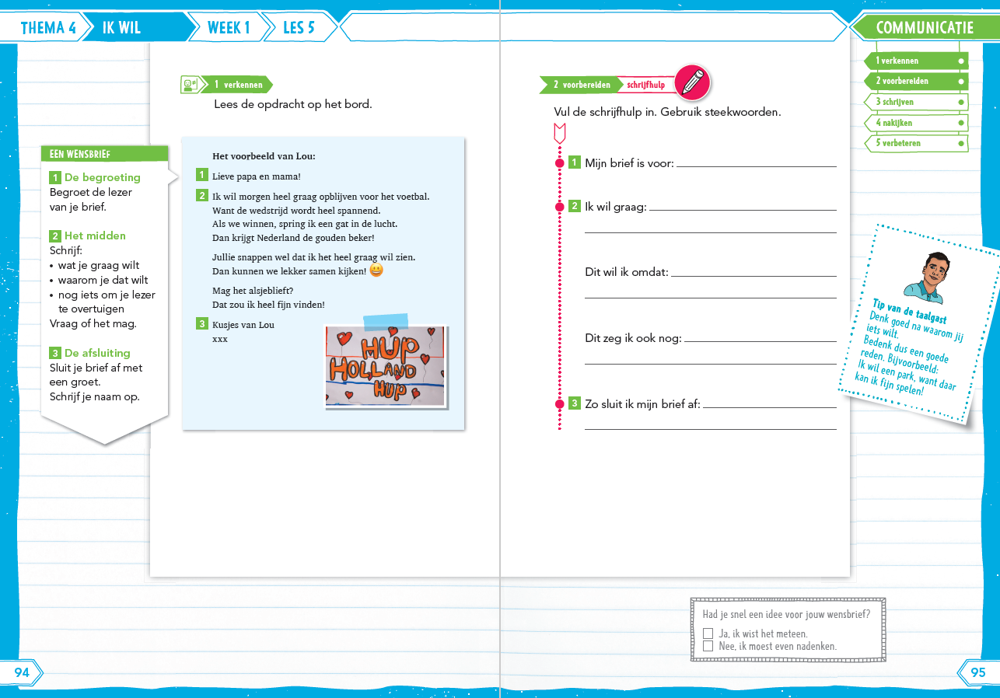 THEMA 4
IK WIL
WEEK 1
LES 5
COMMUNICATIE
1 verkennen
2 voorbereiden
3 schrijven
4 nakijken
5 verbeteren
1 verkennen
Lees de opdracht op het bord.
EEN WENSBRIEF
1 De begroeting
Begroet de lezer
van je brief.
2 Het midden
Schrijf:
• wat je graag wilt
• waarom je dat wilt
• nog iets om je lezer
te overtuigen
Vraag of het mag.
3 De afsluiting
Sluit je brief af met
een groet.
Schrijf je naam op.
Het voorbeeld van Lou:
1 Lieve papa en mama!
2 Ik wil morgen heel graag opblijven voor het voetbal.
Want de wedstrijd wordt heel spannend.
Als we winnen, spring ik een gat in de lucht.
Dan krijgt Nederland de gouden beker!
Jullie snappen wel dat ik het heel graag wil zien.
Dan kunnen we lekker samen kijken! 😀
Mag het alsjeblieft?
Dat zou ik heel fijn vinden!
3 Kusjes van Lou
xxx
HUP
HOLLAND
HUP
2 voorbereiden schrijfhulp
Vul de schrijfhulp in. Gebruik steekwoorden.
1 Mijn brief is voor:
2 Ik wil graag:
Dit wil ik omdat:
Dit zeg ik ook nog:
3 Zo sluit ik mijn brief af:
Tip van de taalgast
Denk goed na waarom jij
iets wilt.
Bedenk dus een goede
reden. Bijvoorbeeld:
Ik wil een park, want daar
kan ik fijn spelen!
Had je snel een idee voor jouw wensbrief?
Ja, ik wist het meteen.
Nee, ik moest even nadenken.
94
95